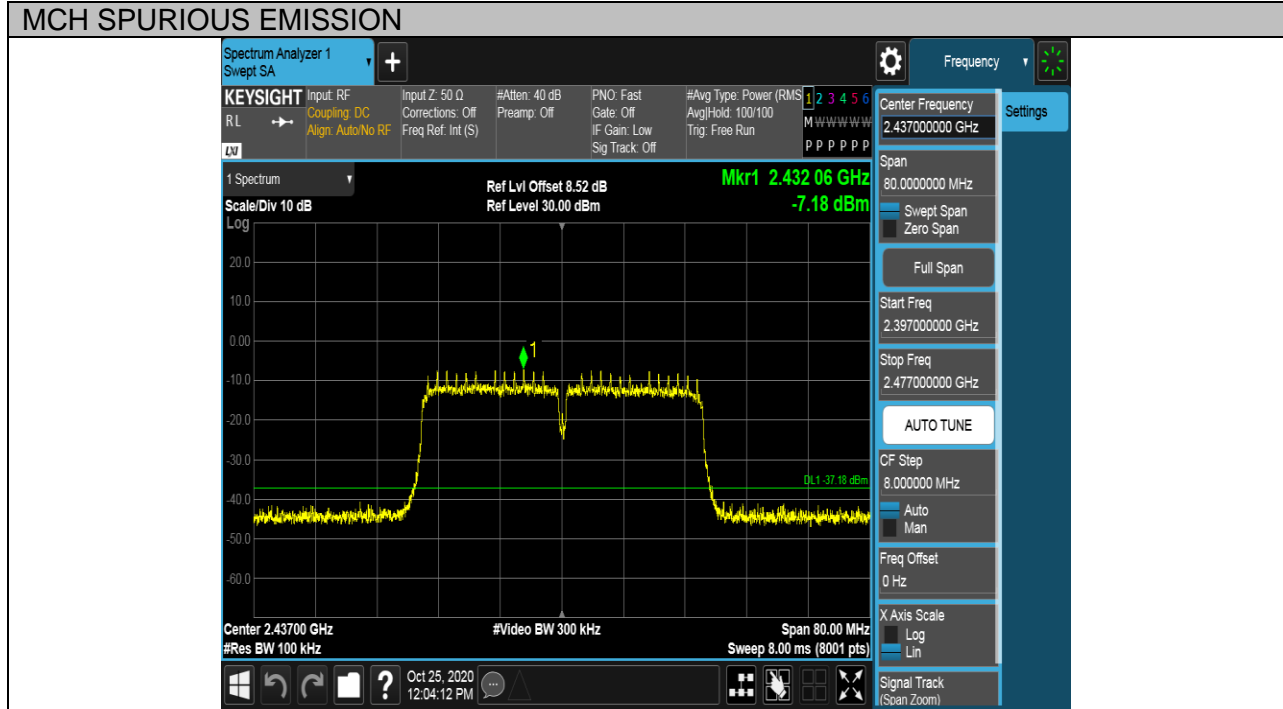 MCH SPURIOUS EMISSION
Spectrum Analyzer 1
Swept SA
+
Frequency
KEYSIGHT
RL
LXI
Input: RF
Coupling: DC
Align: Auto/No RF
Input Z: 50 Ω
Corrections: Off
Freq Ref: Int (S)
#Atten: 40 dB
Preamp: Off
PNO: Fast
Gate: Off
IF Gain: Low
Sig Track: Off
#Avg Type: Power (RMS
Avg|Hold: 100/100
Trig: Free Run
1 2 3 4 5 6
M W W W W W
P P P P P P
1 Spectrum
Scale/Div 10 dB
Log
Ref Lvl Offset 8.52 dB
Ref Level 30.00 dBm
Mkr1 2.432 06 GHz
-7.18 dBm
20.0
10.0
0.00
-10.0
-20.0
-30.0
-40.0
-50.0
-60.0
1
DL1 -37.18 dBm
Center 2.43700 GHz
#Res BW 100 kHz
#Video BW 300 kHz
Span 80.00 MHz
Sweep 8.00 ms (8001 pts)
?
Oct 25, 2020
12:04:12 PM
Center Frequency
2.437000000 GHz
Span
80.0000000 MHz
Swept Span
Zero Span
Full Span
Start Freq
2.397000000 GHz
Stop Freq
2.477000000 GHz
AUTO TUNE
CF Step
8.000000 MHz
Auto
Man
Freq Offset
0 Hz
X Axis Scale
Log
Lin
Signal Track
(Span Zoom)
Settings